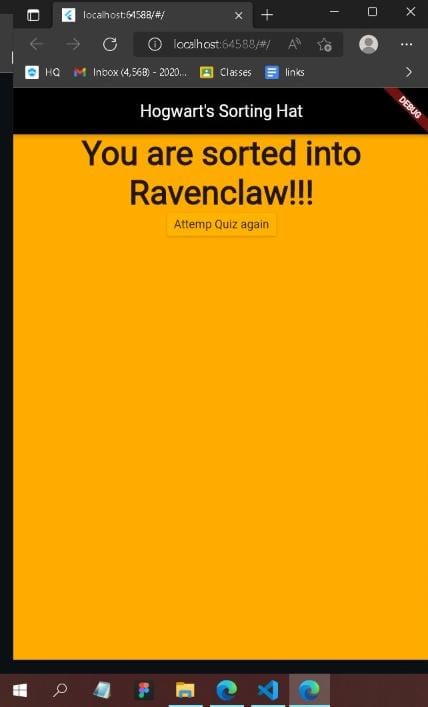 localhost:64588/#/
localhost:64588/#/
HQ
Inbox (4,568) - 2020...
Classes
links
Hogwart's Sorting Hat
DEBUG
You are sorted into
Ravenclaw!!!
Attemp Quiz again